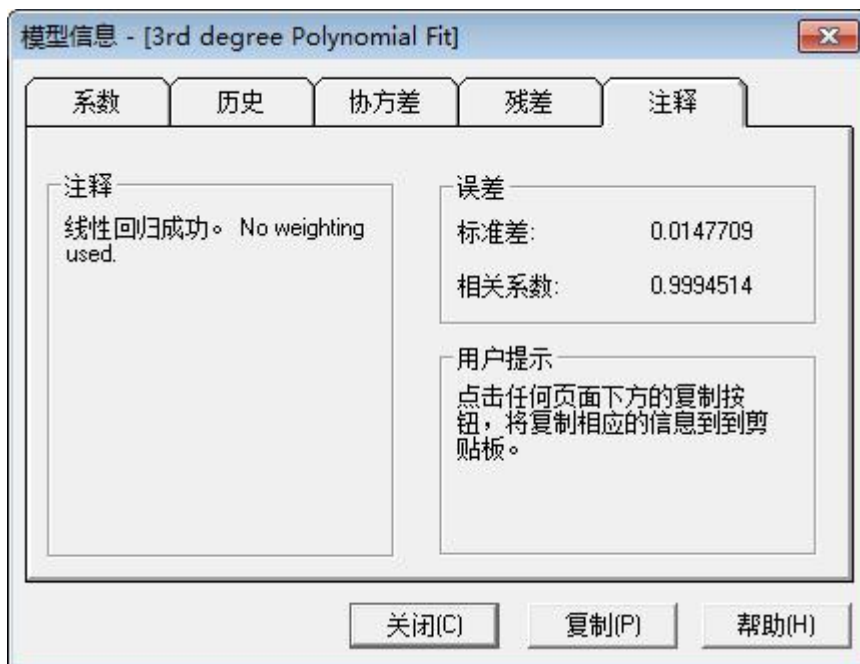 模型信息 - [3rd degree Polynomial Fit]
系数 历史 协方差 残差 注释
注释
线性回归成功。 No weighting
used.
误差
标准差: 0.0147709
相关系数: 0.9994514
用户提示
点击任何页面下方的复制按
钮，将复制相应的信息到到剪
贴板。
关闭(C) 复制(P) 帮助(H)